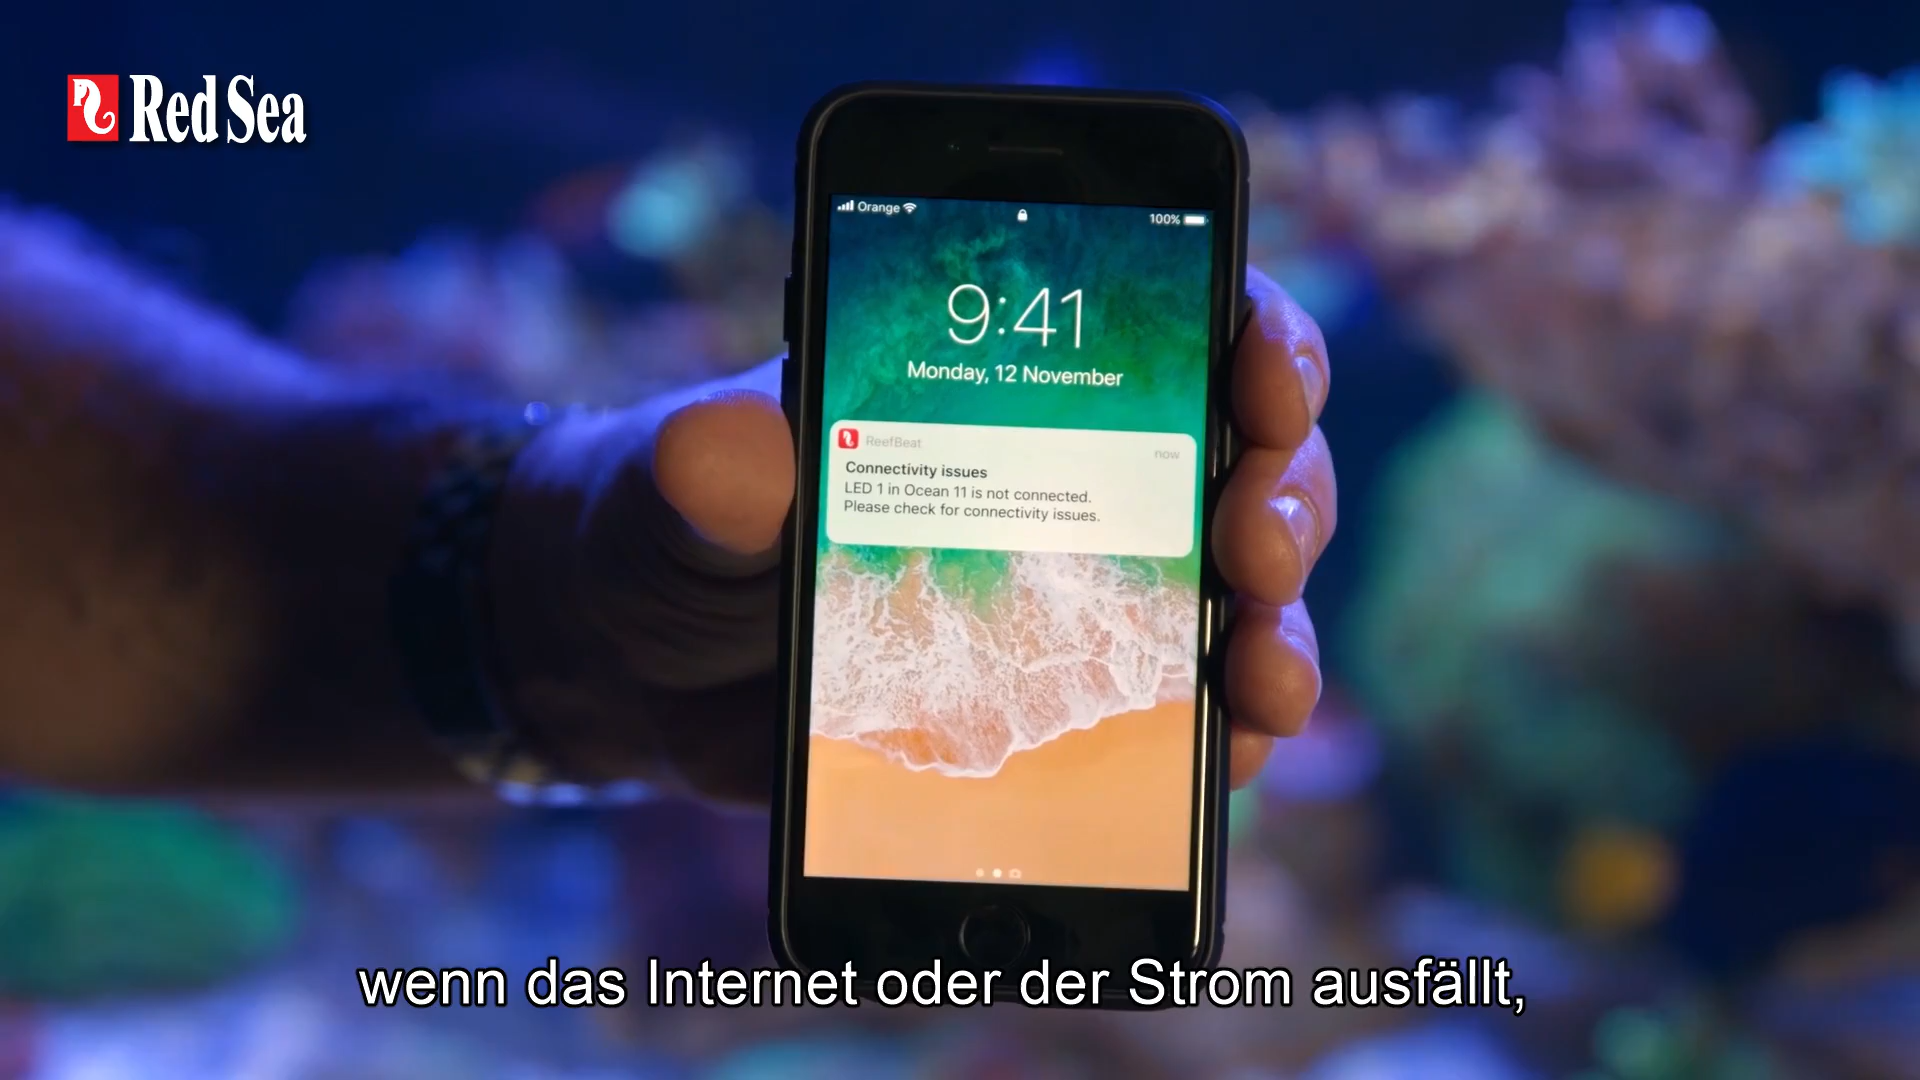 Red Sea
Orange
100%
9:41
Monday, 12 November
ReefBeat
now
Connectivity issues
LED 1 in Ocean 11 is not connected.
Please check for connectivity issues.
wenn das Internet oder der Strom ausfällt,